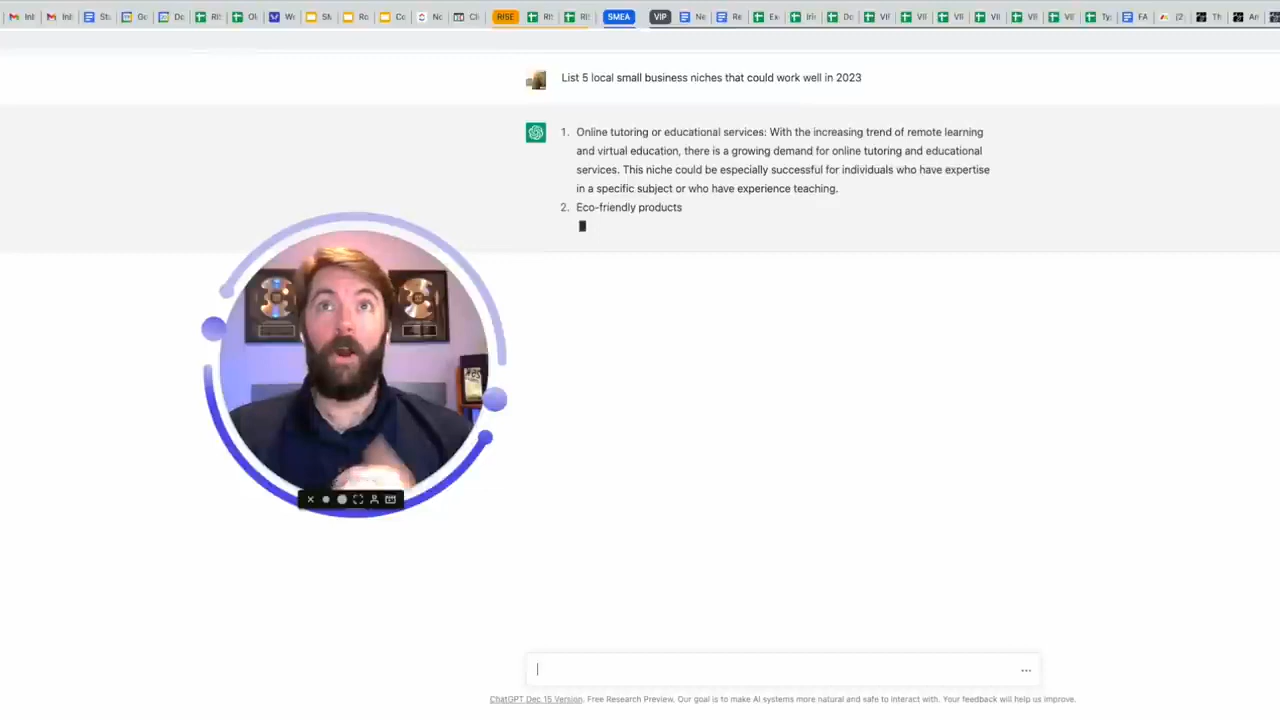 RISE SMEA VIP
List 5 local small business niches that could work well in 2023
1. Online tutoring or educational services: With the increasing trend of remote learning
and virtual education, there is a growing demand for online tutoring and educational
services. This niche could be especially successful for individuals who have expertise
in a specific subject or who have experience teaching.
2. Eco-friendly products
ChatGPT Dec 15 Version. Free Research Preview. Our goal is to make AI systems more natural and safe to interact with. Your feedback will help us improve.